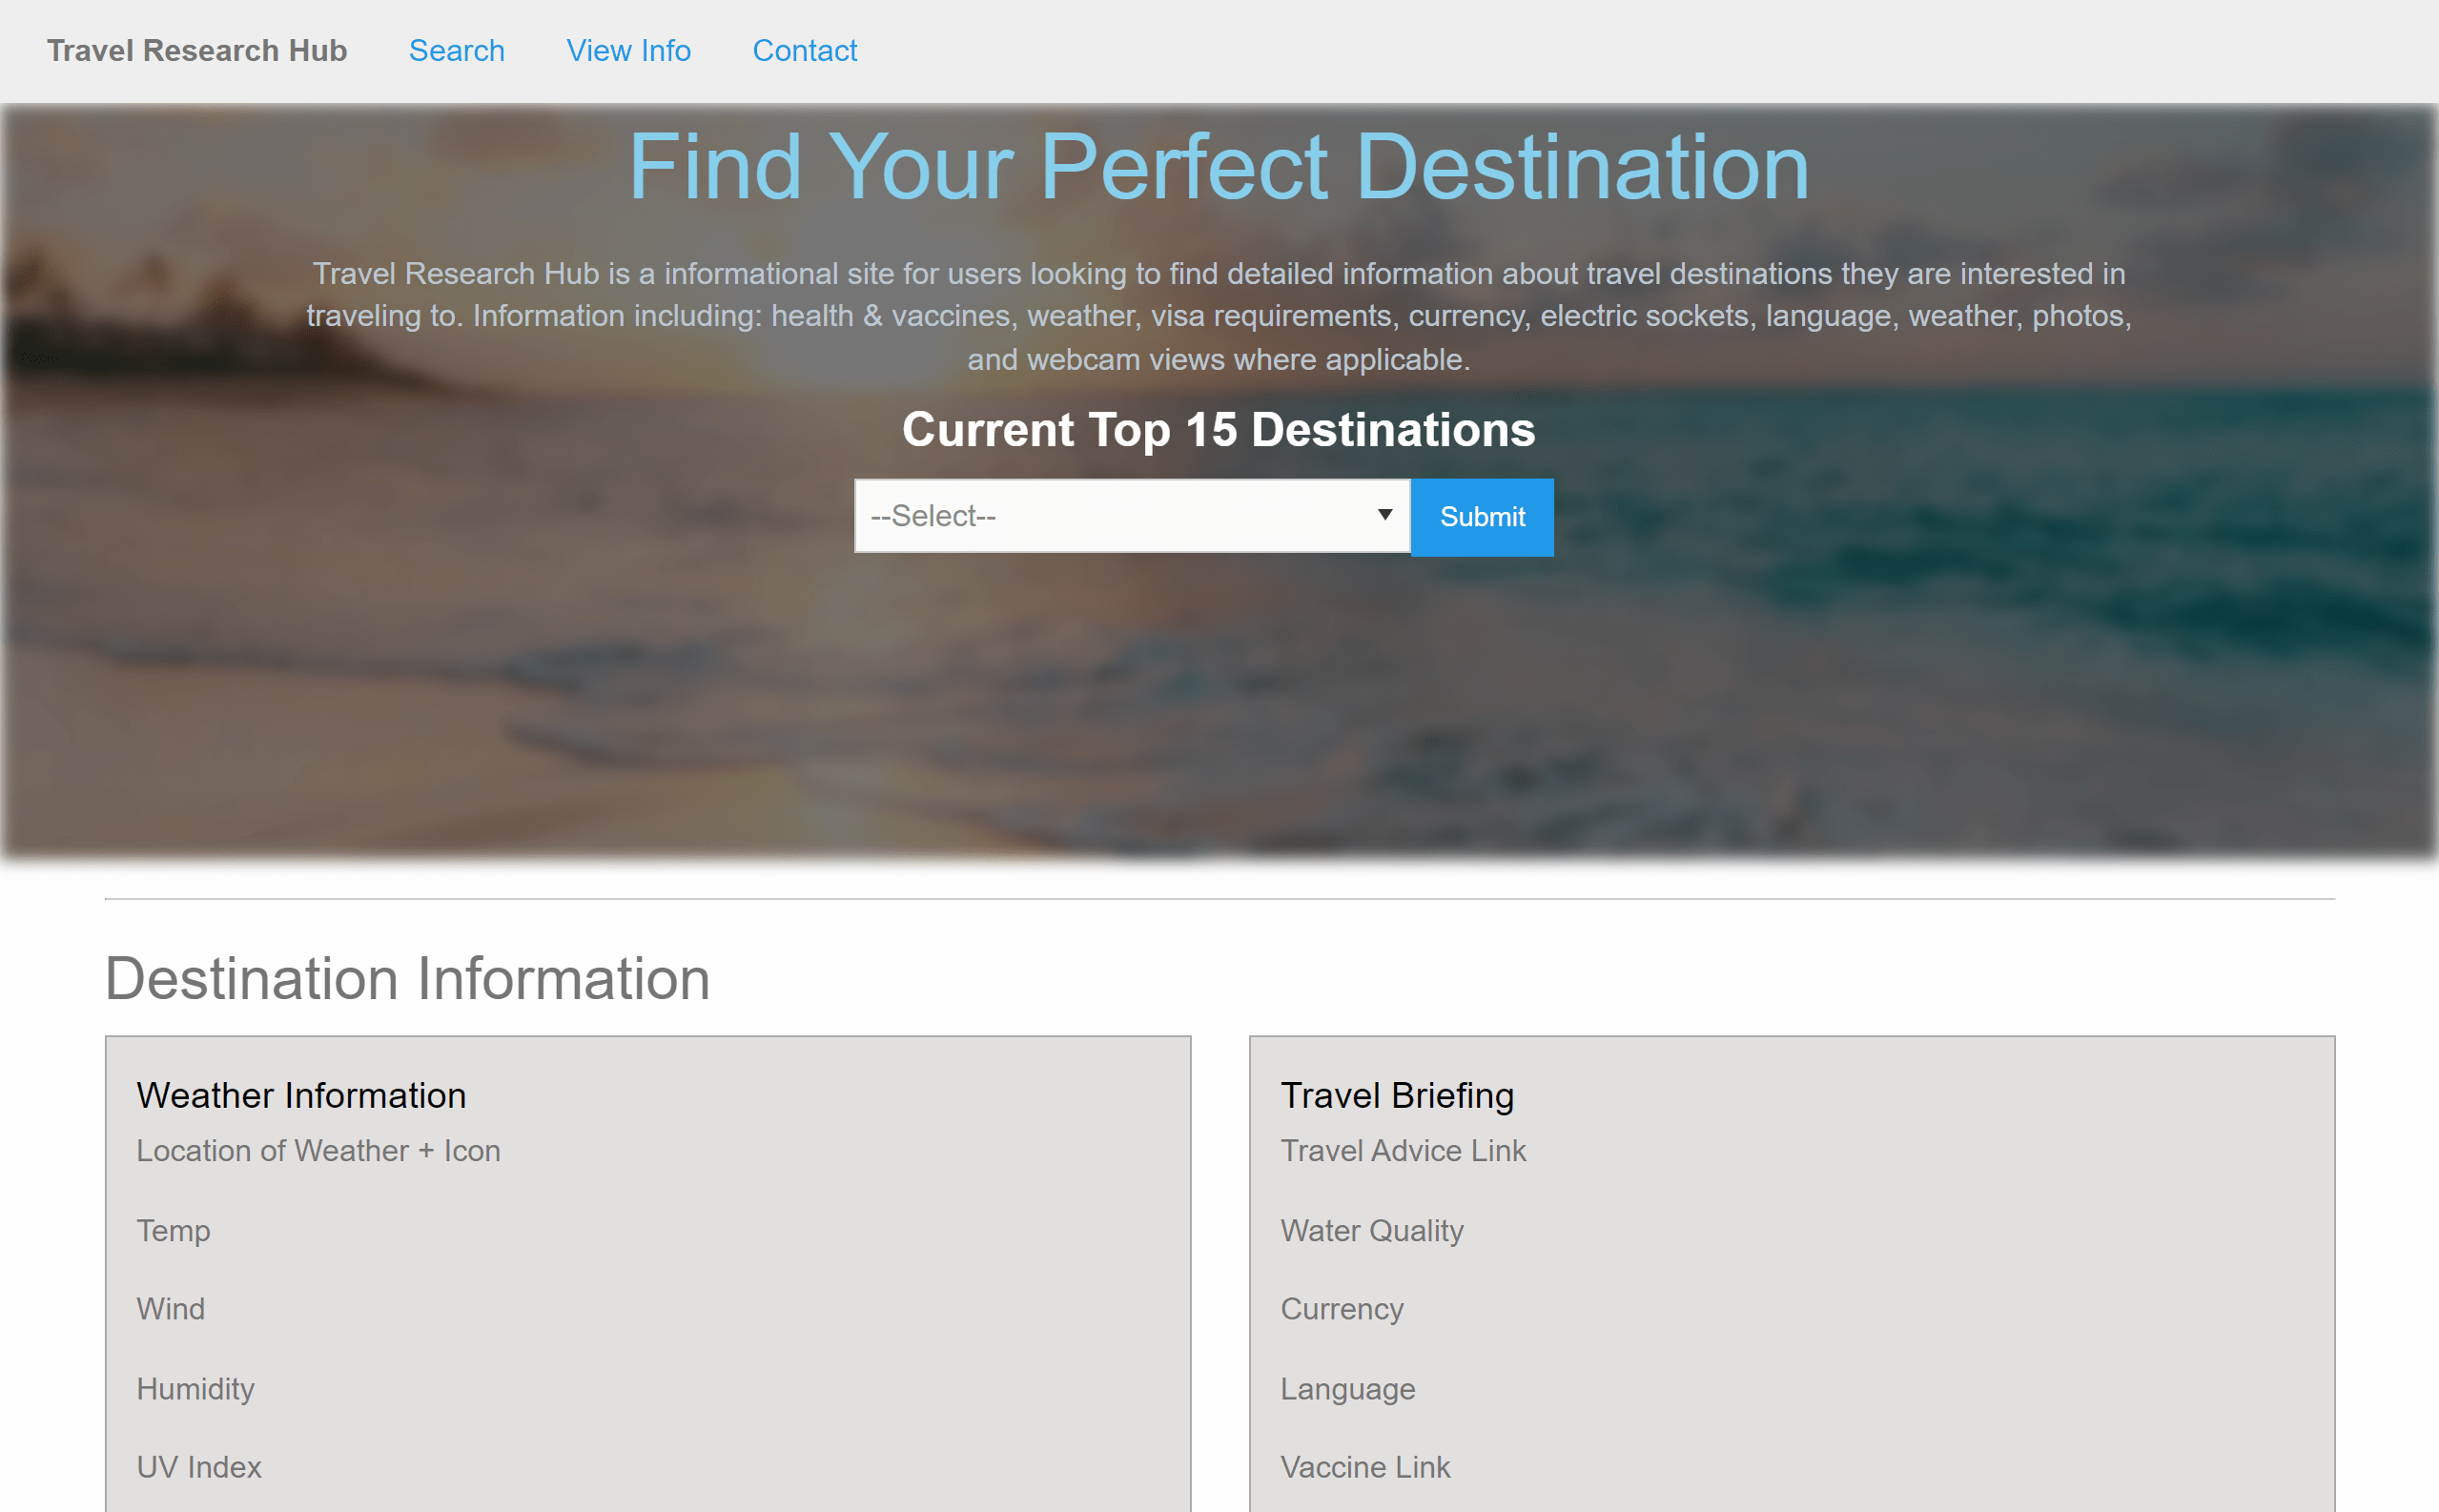 Travel Research Hub Search View Info Contact
Find Your Perfect Destination
Travel Research Hub is a informational site for users looking to find detailed information about travel destinations they are interested in
traveling to. Information including: health & vaccines, weather, visa requirements, currency, electric sockets, language, weather, photos,
and webcam views where applicable.
Current Top 15 Destinations
--Select-- Submit
Destination Information
Weather Information
Location of Weather + Icon
Temp
Wind
Humidity
UV Index
Travel Briefing
Travel Advice Link
Water Quality
Currency
Language
Vaccine Link